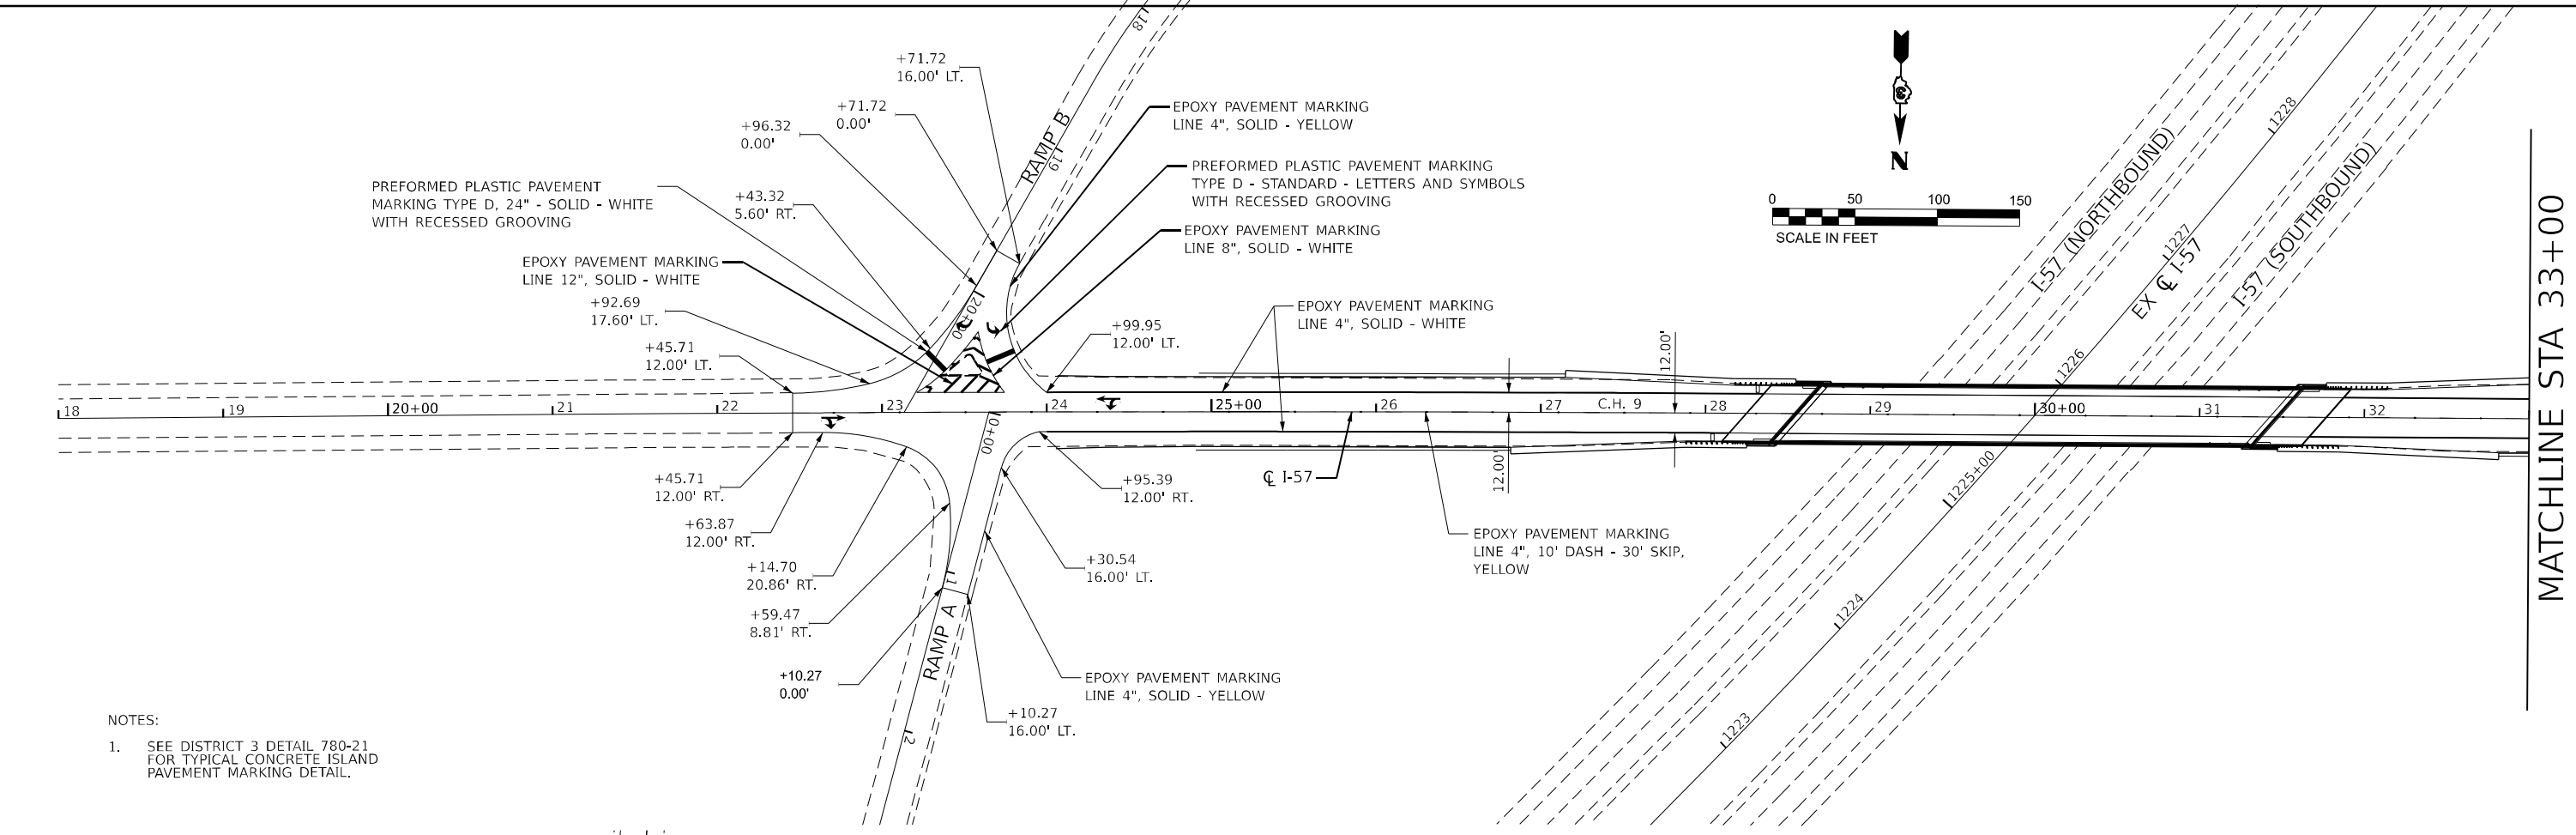 18
+71.72
16.00' LT.
+71.72
0.00'
+96.32
0.00'
EPOXY PAVEMENT MARKING
LINE 4", SOLID - YELLOW
RAMP B
19
PREFORMED PLASTIC PAVEMENT MARKING
TYPE D - STANDARD - LETTERS AND SYMBOLS
WITH RECESSED GROOVING
PREFORMED PLASTIC PAVEMENT
MARKING TYPE D, 24" - SOLID - WHITE
WITH RECESSED GROOVING
+43.32
5.60' RT.
EPOXY PAVEMENT MARKING
LINE 8", SOLID - WHITE
EPOXY PAVEMENT MARKING
LINE 12", SOLID - WHITE
+92.69
17.60' LT.
20+00
+45.71
12.00' LT.
+99.95
12.00' LT.
EPOXY PAVEMENT MARKING
LINE 4", SOLID - WHITE
12.00'
N
0 50 100 150
SCALE IN FEET
I-57 (NORTHBOUND)
EX ℄ I-57
I-57 (SOUTHBOUND)
1228
1227
1226
1225+00
1224
1223
MATCHLINE STA 33+00
18 19 20+00 21 22 23 24 25+00 26 27 C.H. 9 28 29 30+00 31 32
10+00
+45.71
12.00' RT.
+63.87
12.00' RT.
+14.70
20.86' RT.
+59.47
8.81' RT.
+10.27
0.00'
RAMP A
11
12
+95.39
12.00' RT.
+30.54
16.00' LT.
℄ I-57
12.00'
EPOXY PAVEMENT MARKING
LINE 4", 10' DASH - 30' SKIP,
YELLOW
EPOXY PAVEMENT MARKING
LINE 4", SOLID - YELLOW
+10.27
16.00' LT.
NOTES:
1. SEE DISTRICT 3 DETAIL 780-21
FOR TYPICAL CONCRETE ISLAND
PAVEMENT MARKING DETAIL.